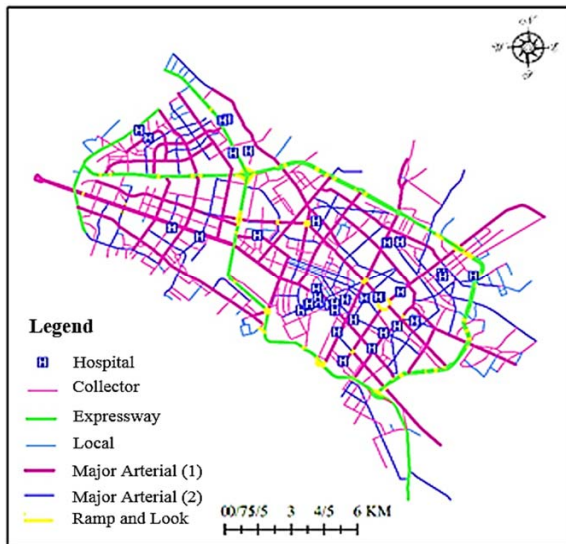 N
Legend
Hospital
Collector
Expressway
Local
Major Arterial (1)
Major Arterial (2)
Ramp and Look
00/75/5 3 4/5 6 KM